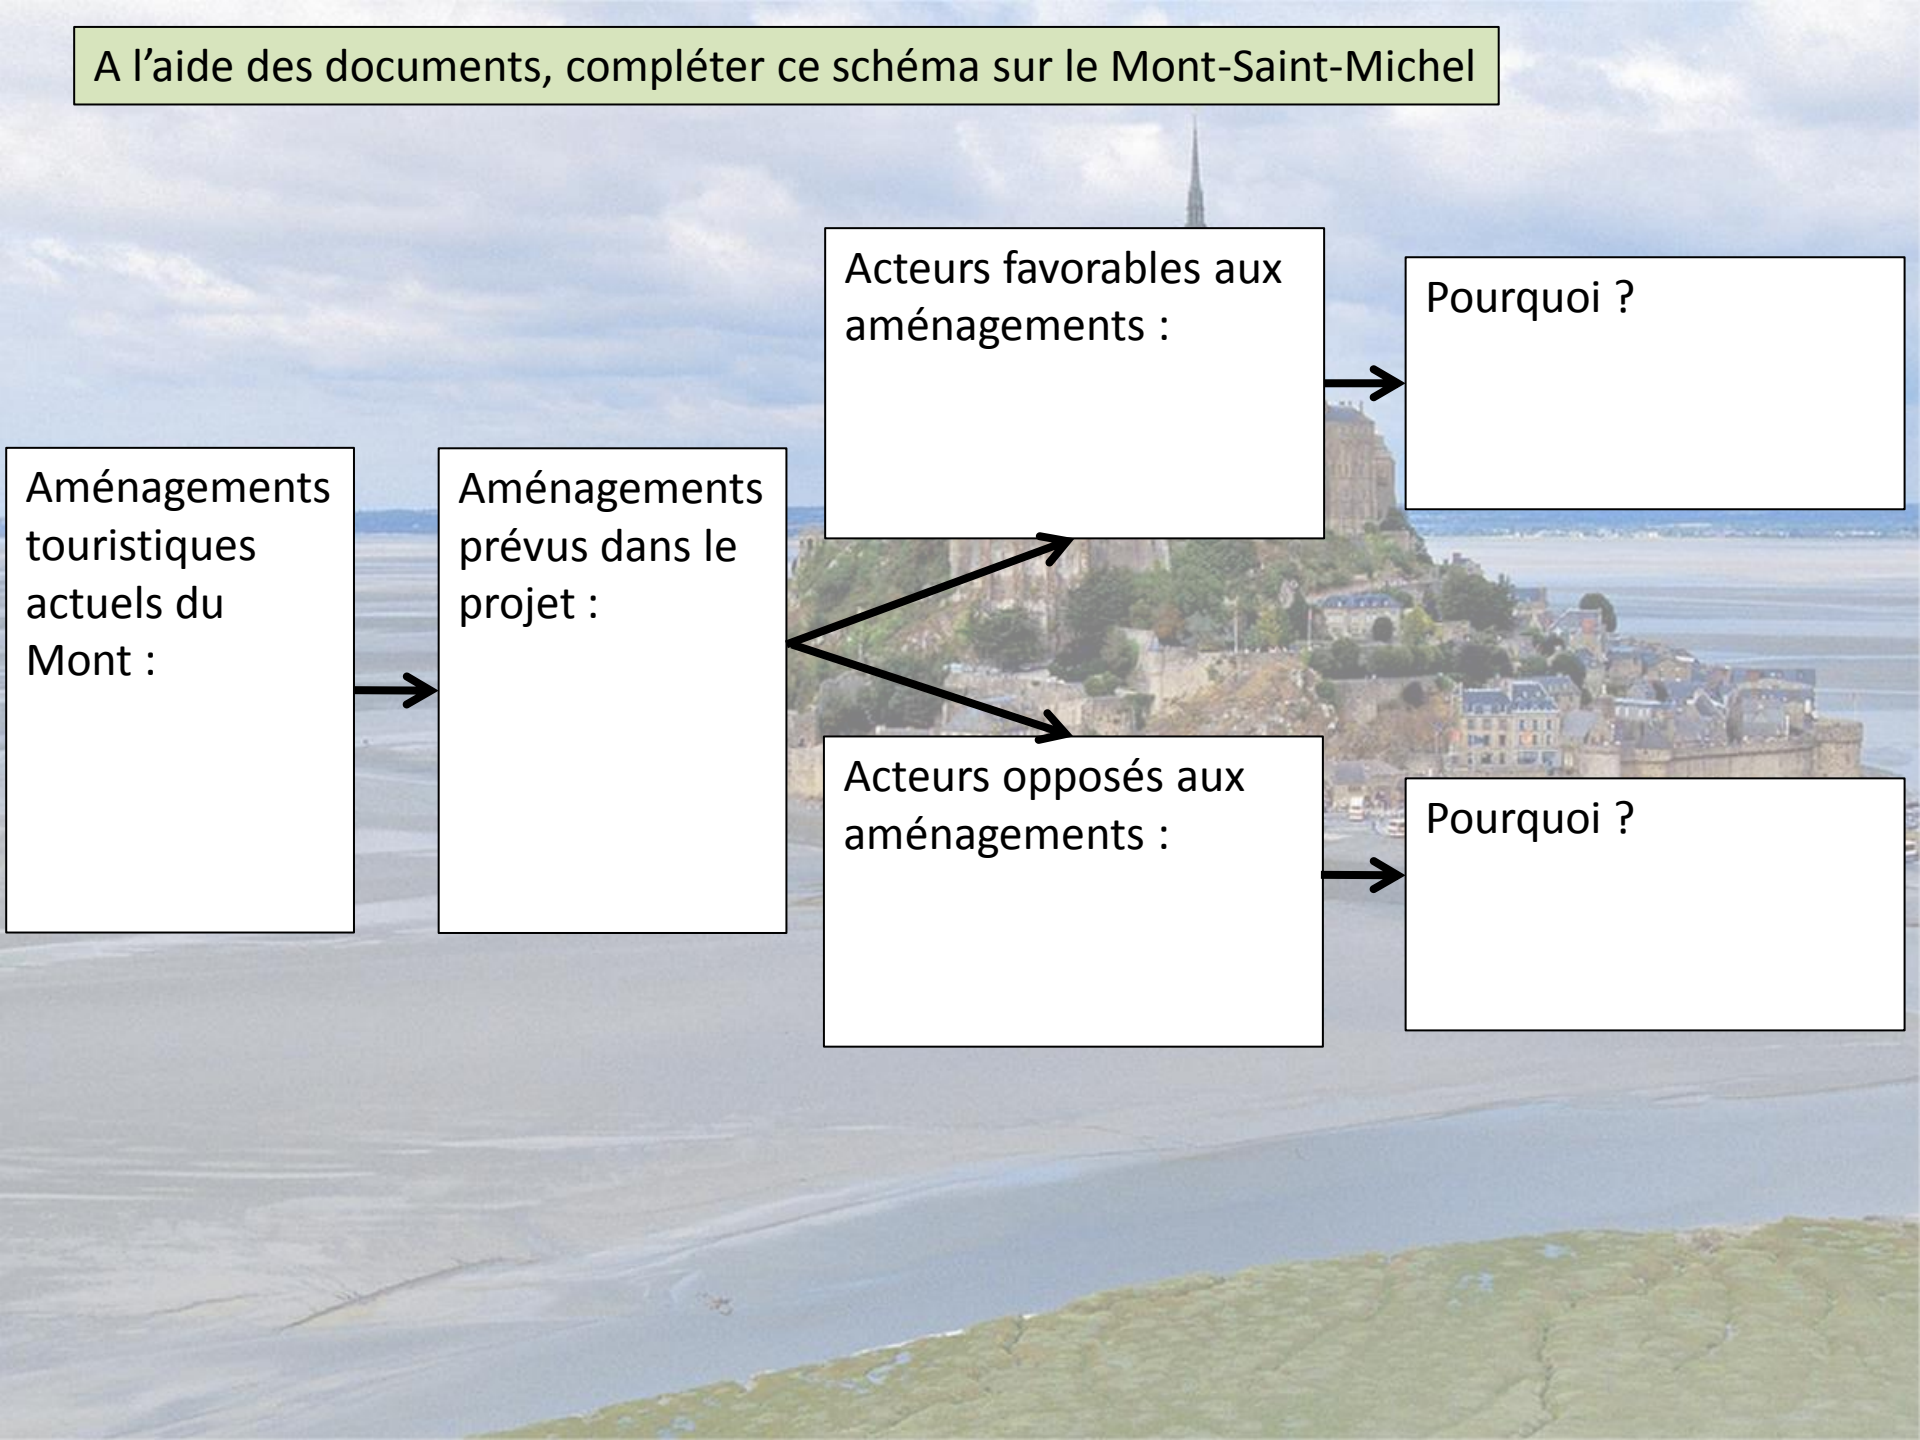 A l’aide des documents, compléter ce schéma sur le Mont-Saint-Michel
Aménagements
touristiques
actuels du
Mont :
Aménagements
prévus dans le
projet :
Acteurs favorables aux
aménagements :
Pourquoi ?
Acteurs opposés aux
aménagements :
Pourquoi ?